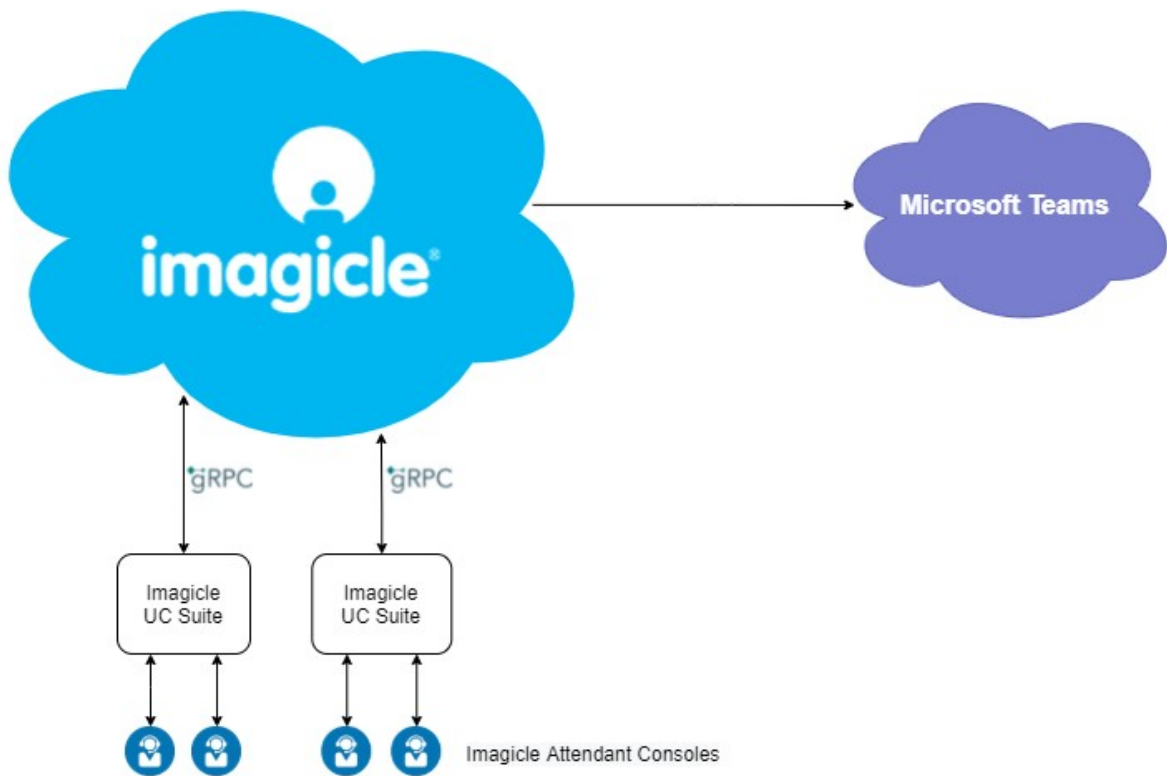 imagicle®
Microsoft Teams
gRPC
gRPC
Imagicle
UC Suite
Imagicle
UC Suite
Imagicle Attendant Consoles